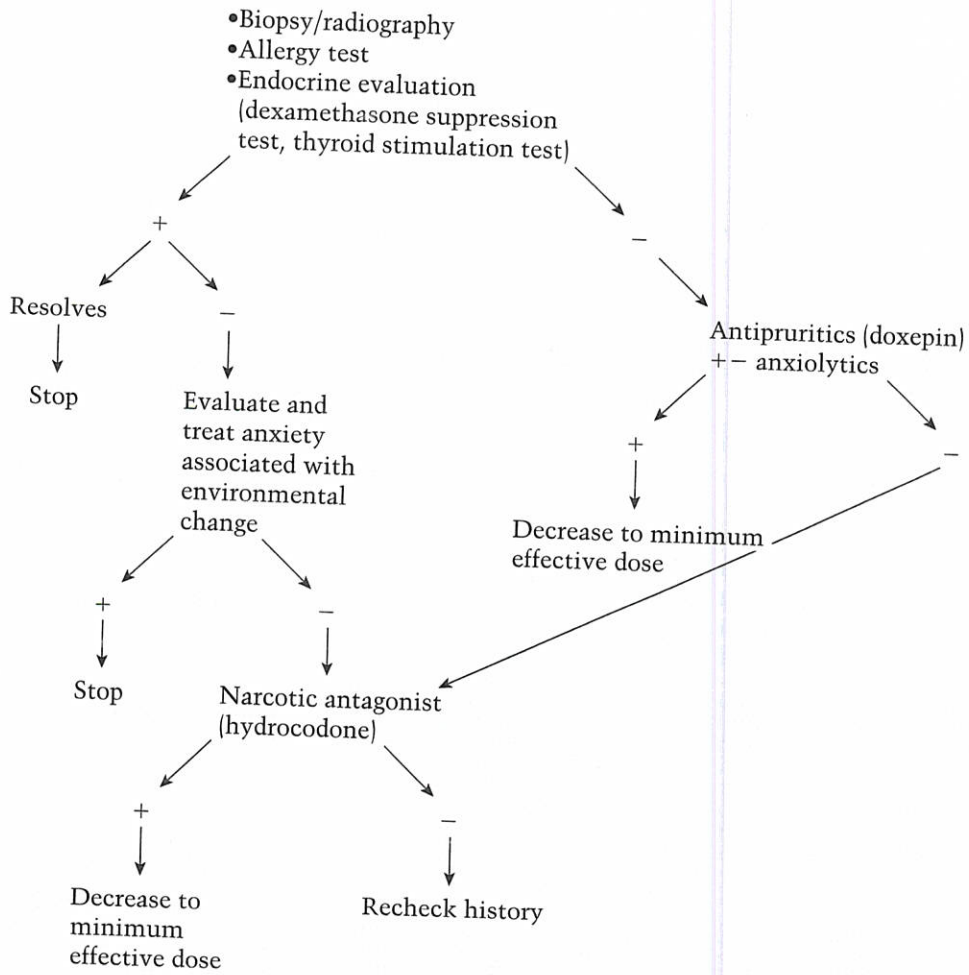 •Biopsy/radiography
•Allergy test
•Endocrine evaluation
(dexamethasone suppression
test, thyroid stimulation test)
+
−
Resolves
−
Stop
Antipruritics (doxepin)
+− anxiolytics
Evaluate and
treat anxiety
associated with
environmental
change
+
−
Decrease to minimum
effective dose
+
−
Stop
Narcotic antagonist
(hydrocodone)
+
−
Decrease to
minimum
effective dose
Recheck history